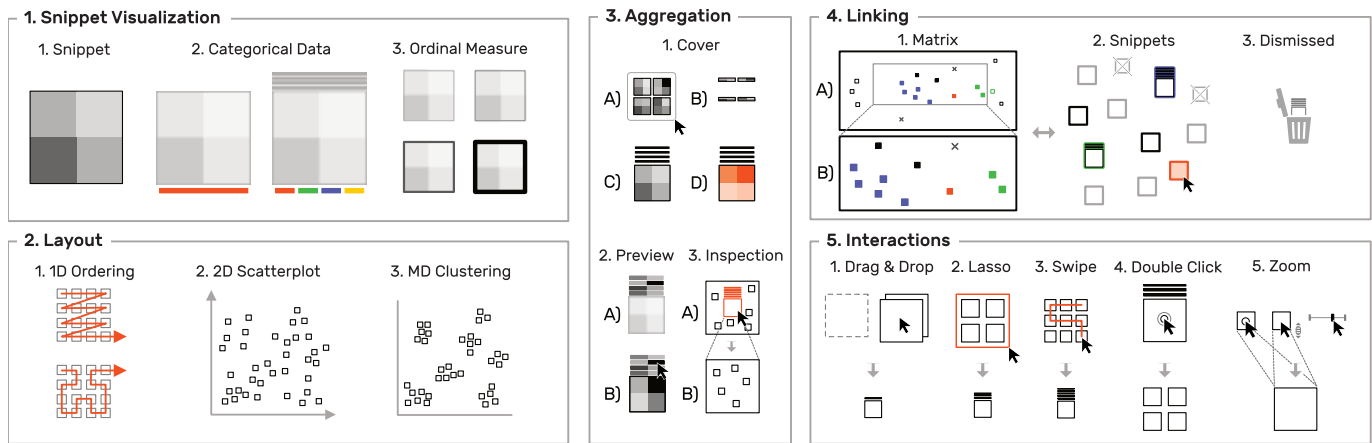 1. Snippet Visualization
1. Snippet
2. Categorical Data
3. Ordinal Measure
2. Layout
1. 1D Ordering
2. 2D Scatterplot
3. MD Clustering
3. Aggregation
1. Cover
A)
B)
C)
D)
2. Preview
3. Inspection
A)
A)
B)
B)
4. Linking
1. Matrix
2. Snippets
3. Dismissed
A)
B)
5. Interactions
1. Drag & Drop
2. Lasso
3. Swipe
4. Double Click
5. Zoom